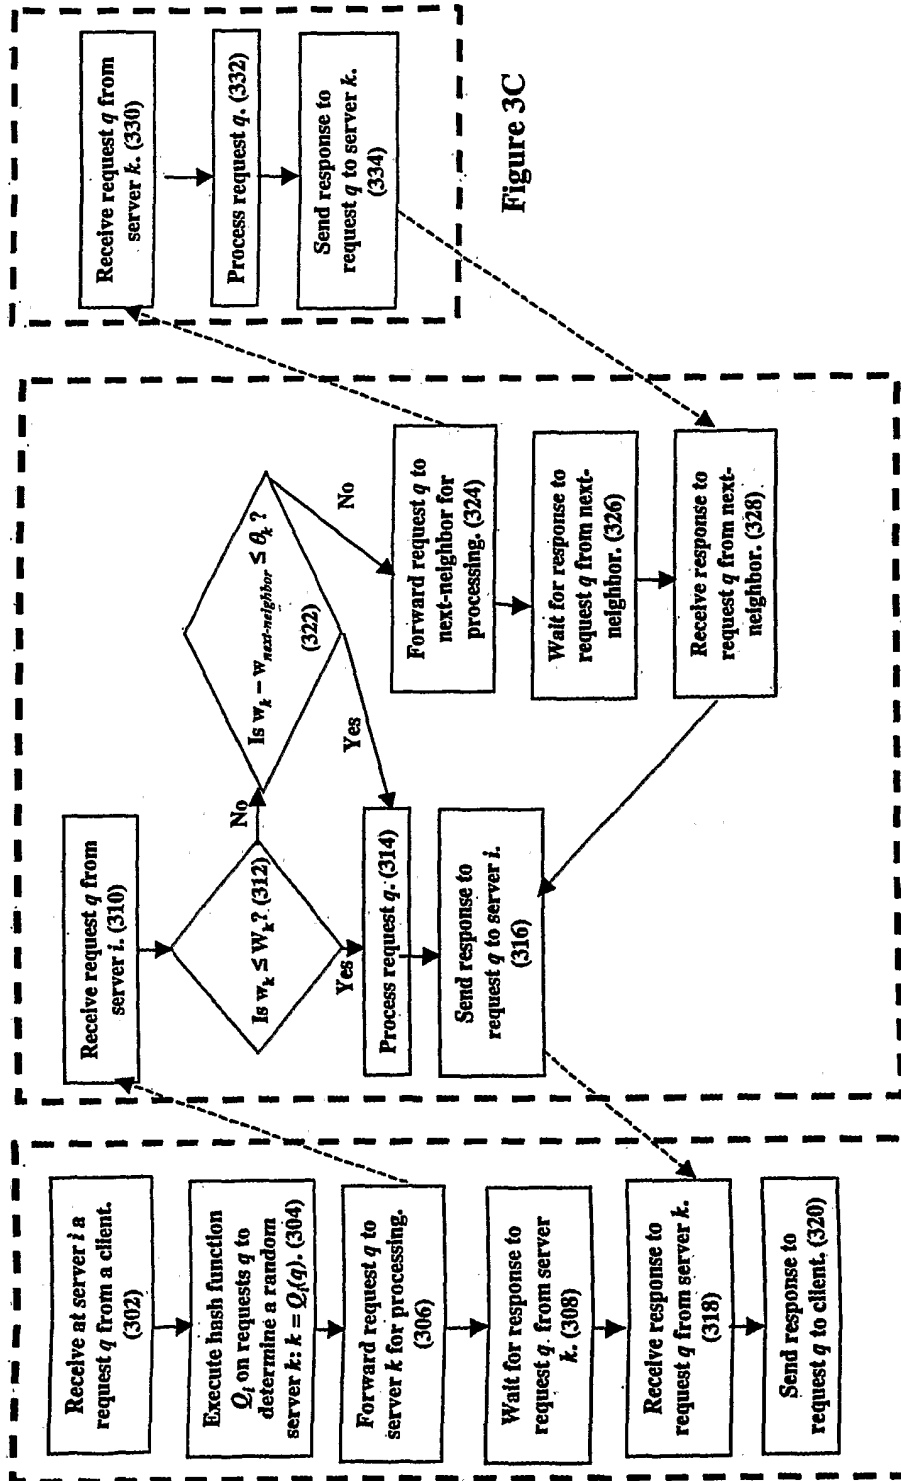 Receive at server i a
request q from a client.
(302)
Execute hash function
Qi on requests q to
determine a random
server k: k = Qi(q). (304)
Forward request q to
server k for processing.
(306)
Wait for response to
request q. from server
k. (308)
Receive response to
request q from server k.
(318)
Send response to
request q to client. (320)
Receive request q from
server i. (310)
Is wk ≤ Wk? (312)
No
Yes
Process request q. (314)
Send response to
request q to server i.
(316)
Is wk – wnext-neighbor ≤ θk ?
(322)
Yes
No
Forward request q to
next-neighbor for
processing. (324)
Wait for response to
request q from next-
neighbor. (326)
Receive response to
request q from next-
neighbor. (328)
Receive request q from
server k. (330)
Process request q. (332)
Send response to
request q to server k.
(334)
Figure 3C